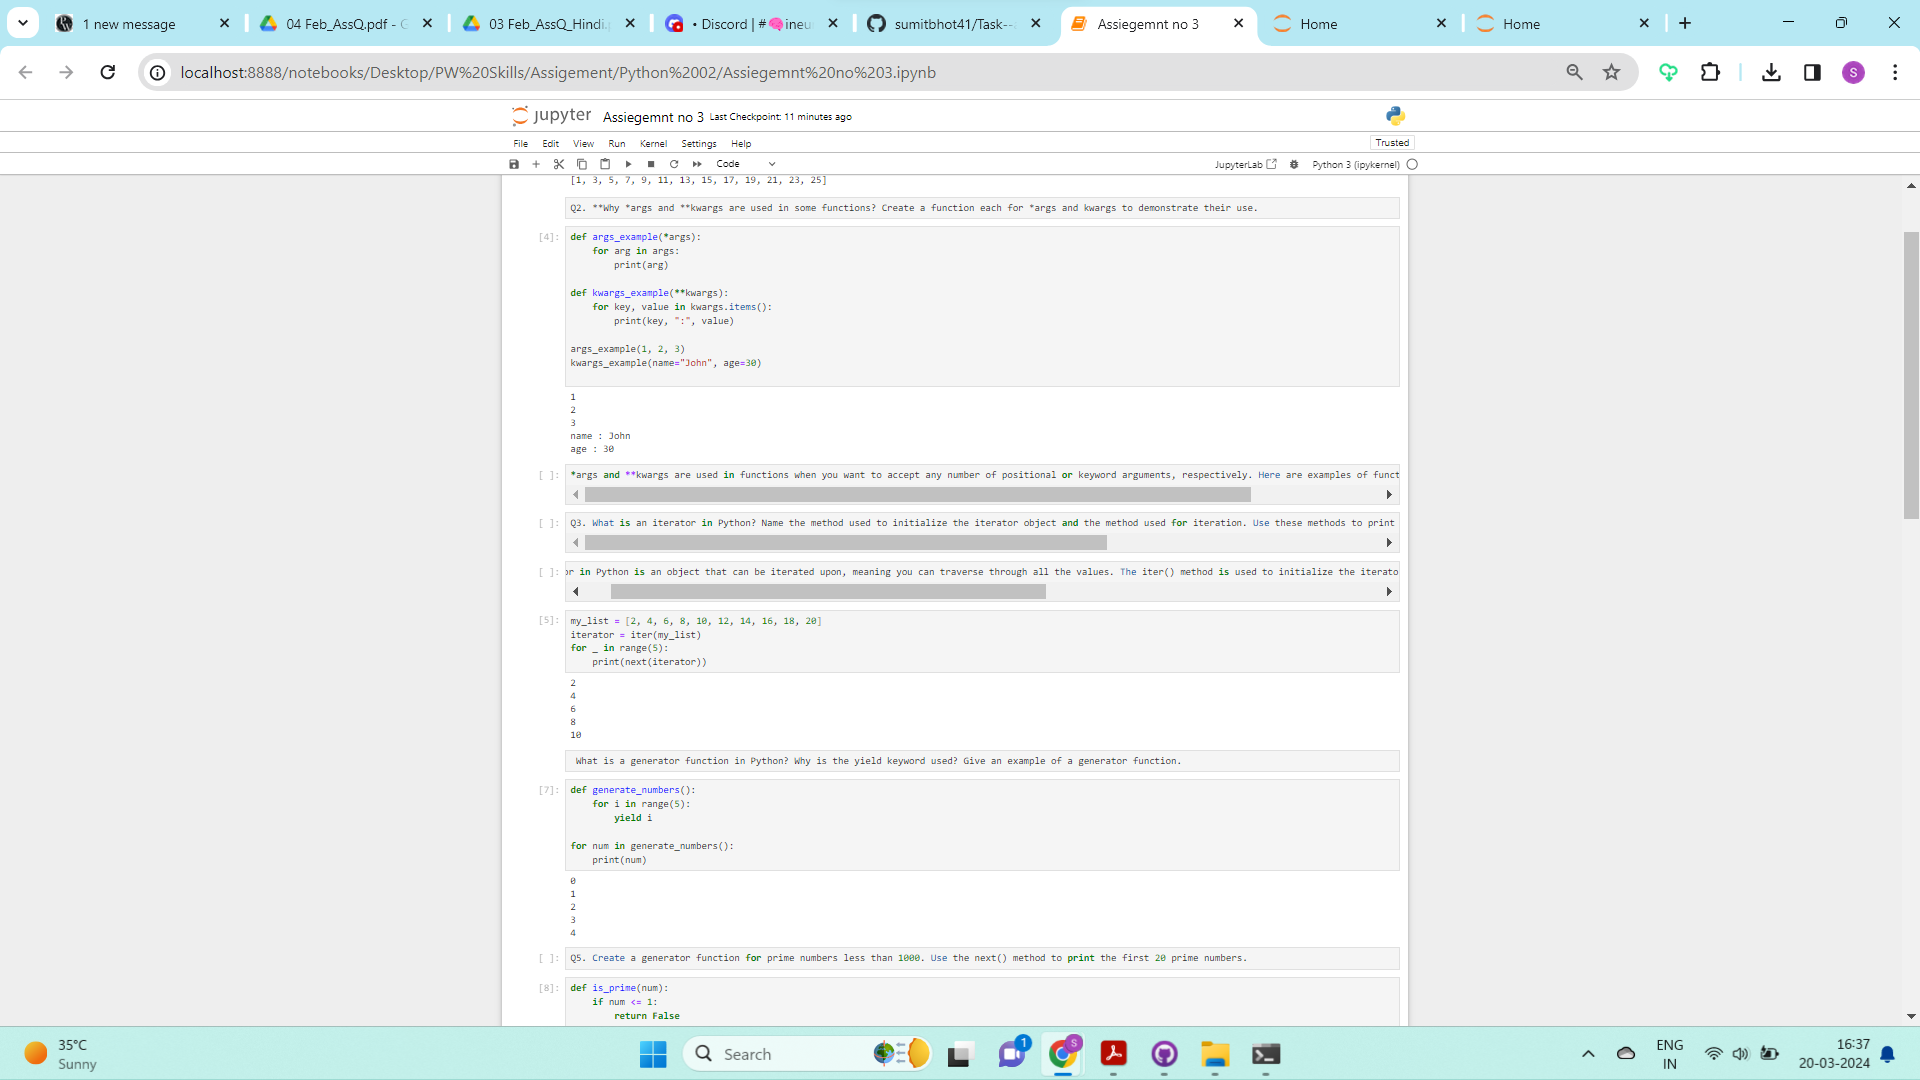 1 new message
04 Feb_AssQ.pdf - G
03 Feb_AssQ_Hindi.p
• Discord | #🧠ineu
sumitbhot41/Task--
Assiegemnt no 3
Home
Home
localhost:8888/notebooks/Desktop/PW%20Skills/Assigement/Python%2002/Assiegemnt%20no%203.ipynb
S
jupyter Assiegemnt no 3 Last Checkpoint: 11 minutes ago
File Edit View Run Kernel Settings Help
Trusted
Code
JupyterLab
Python 3 (ipykernel)
[1, 3, 5, 7, 9, 11, 13, 15, 17, 19, 21, 23, 25]
Q2. **Why *args and **kwargs are used in some functions? Create a function each for *args and kwargs to demonstrate their use.
[4]: def args_example(*args):
for arg in args:
print(arg)
def kwargs_example(**kwargs):
for key, value in kwargs.items():
print(key, ":", value)
args_example(1, 2, 3)
kwargs_example(name="John", age=30)
1
2
3
name : John
age : 30
[ ]: *args and **kwargs are used in functions when you want to accept any number of positional or keyword arguments, respectively. Here are examples of funct
[ ]: Q3. What is an iterator in Python? Name the method used to initialize the iterator object and the method used for iteration. Use these methods to print
[ ]: or in Python is an object that can be iterated upon, meaning you can traverse through all the values. The iter() method is used to initialize the iterato
[5]: my_list = [2, 4, 6, 8, 10, 12, 14, 16, 18, 20]
iterator = iter(my_list)
for _ in range(5):
print(next(iterator))
2
4
6
8
10
What is a generator function in Python? Why is the yield keyword used? Give an example of a generator function.
[7]: def generate_numbers():
for i in range(5):
yield i
for num in generate_numbers():
print(num)
0
1
2
3
4
[ ]: Q5. Create a generator function for prime numbers less than 1000. Use the next() method to print the first 20 prime numbers.
[8]: def is_prime(num):
if num <= 1:
return False
35°C
Sunny
Search
1
S
ENG
IN
16:37
20-03-2024